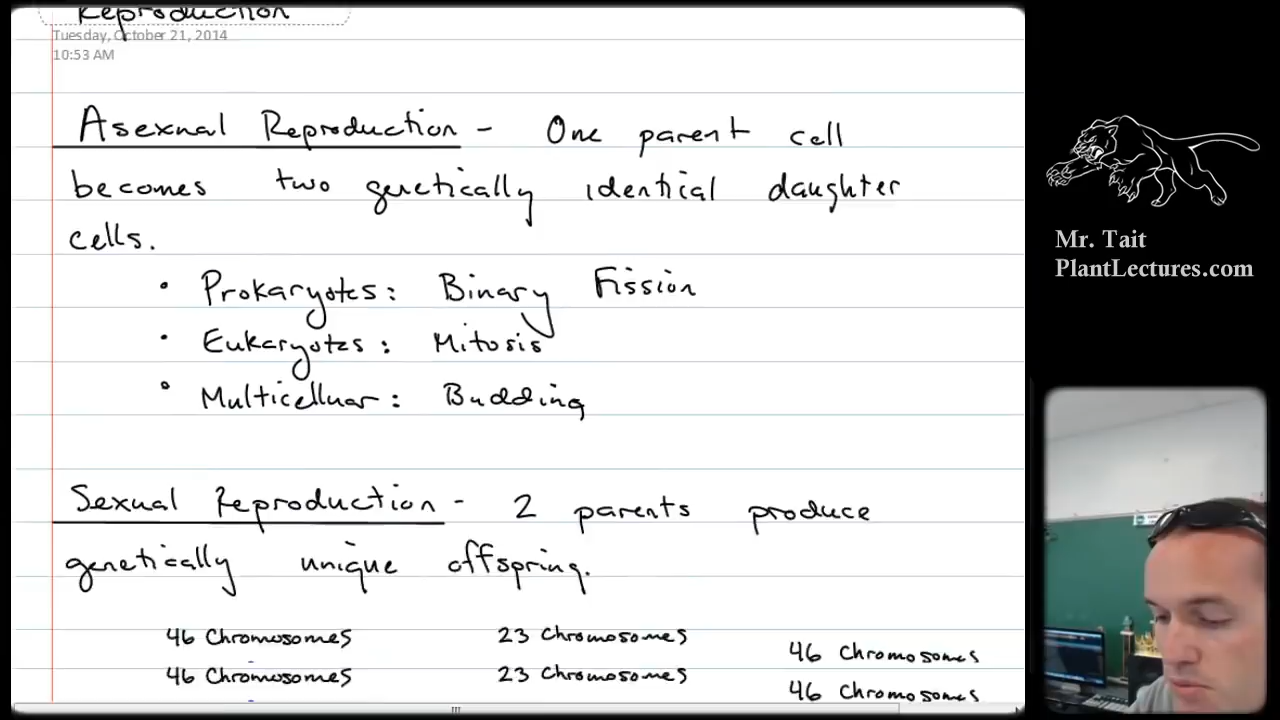 Reproduction
Tuesday, October 21, 2014
10:53 AM
Asexual Reproduction - One parent cell
becomes two genetically identical daughter
cells.
• Prokaryotes: Binary Fission
• Eukaryotes: Mitosis
• Multicelluar: Budding
Sexual Reproduction - 2 parents produce
genetically unique offspring.
46 Chromosomes 23 Chromosomes 46 Chromosomes
46 Chromosomes 23 Chromosomes 46 Chromosomes
Mr. Tait
PlantLectures.com